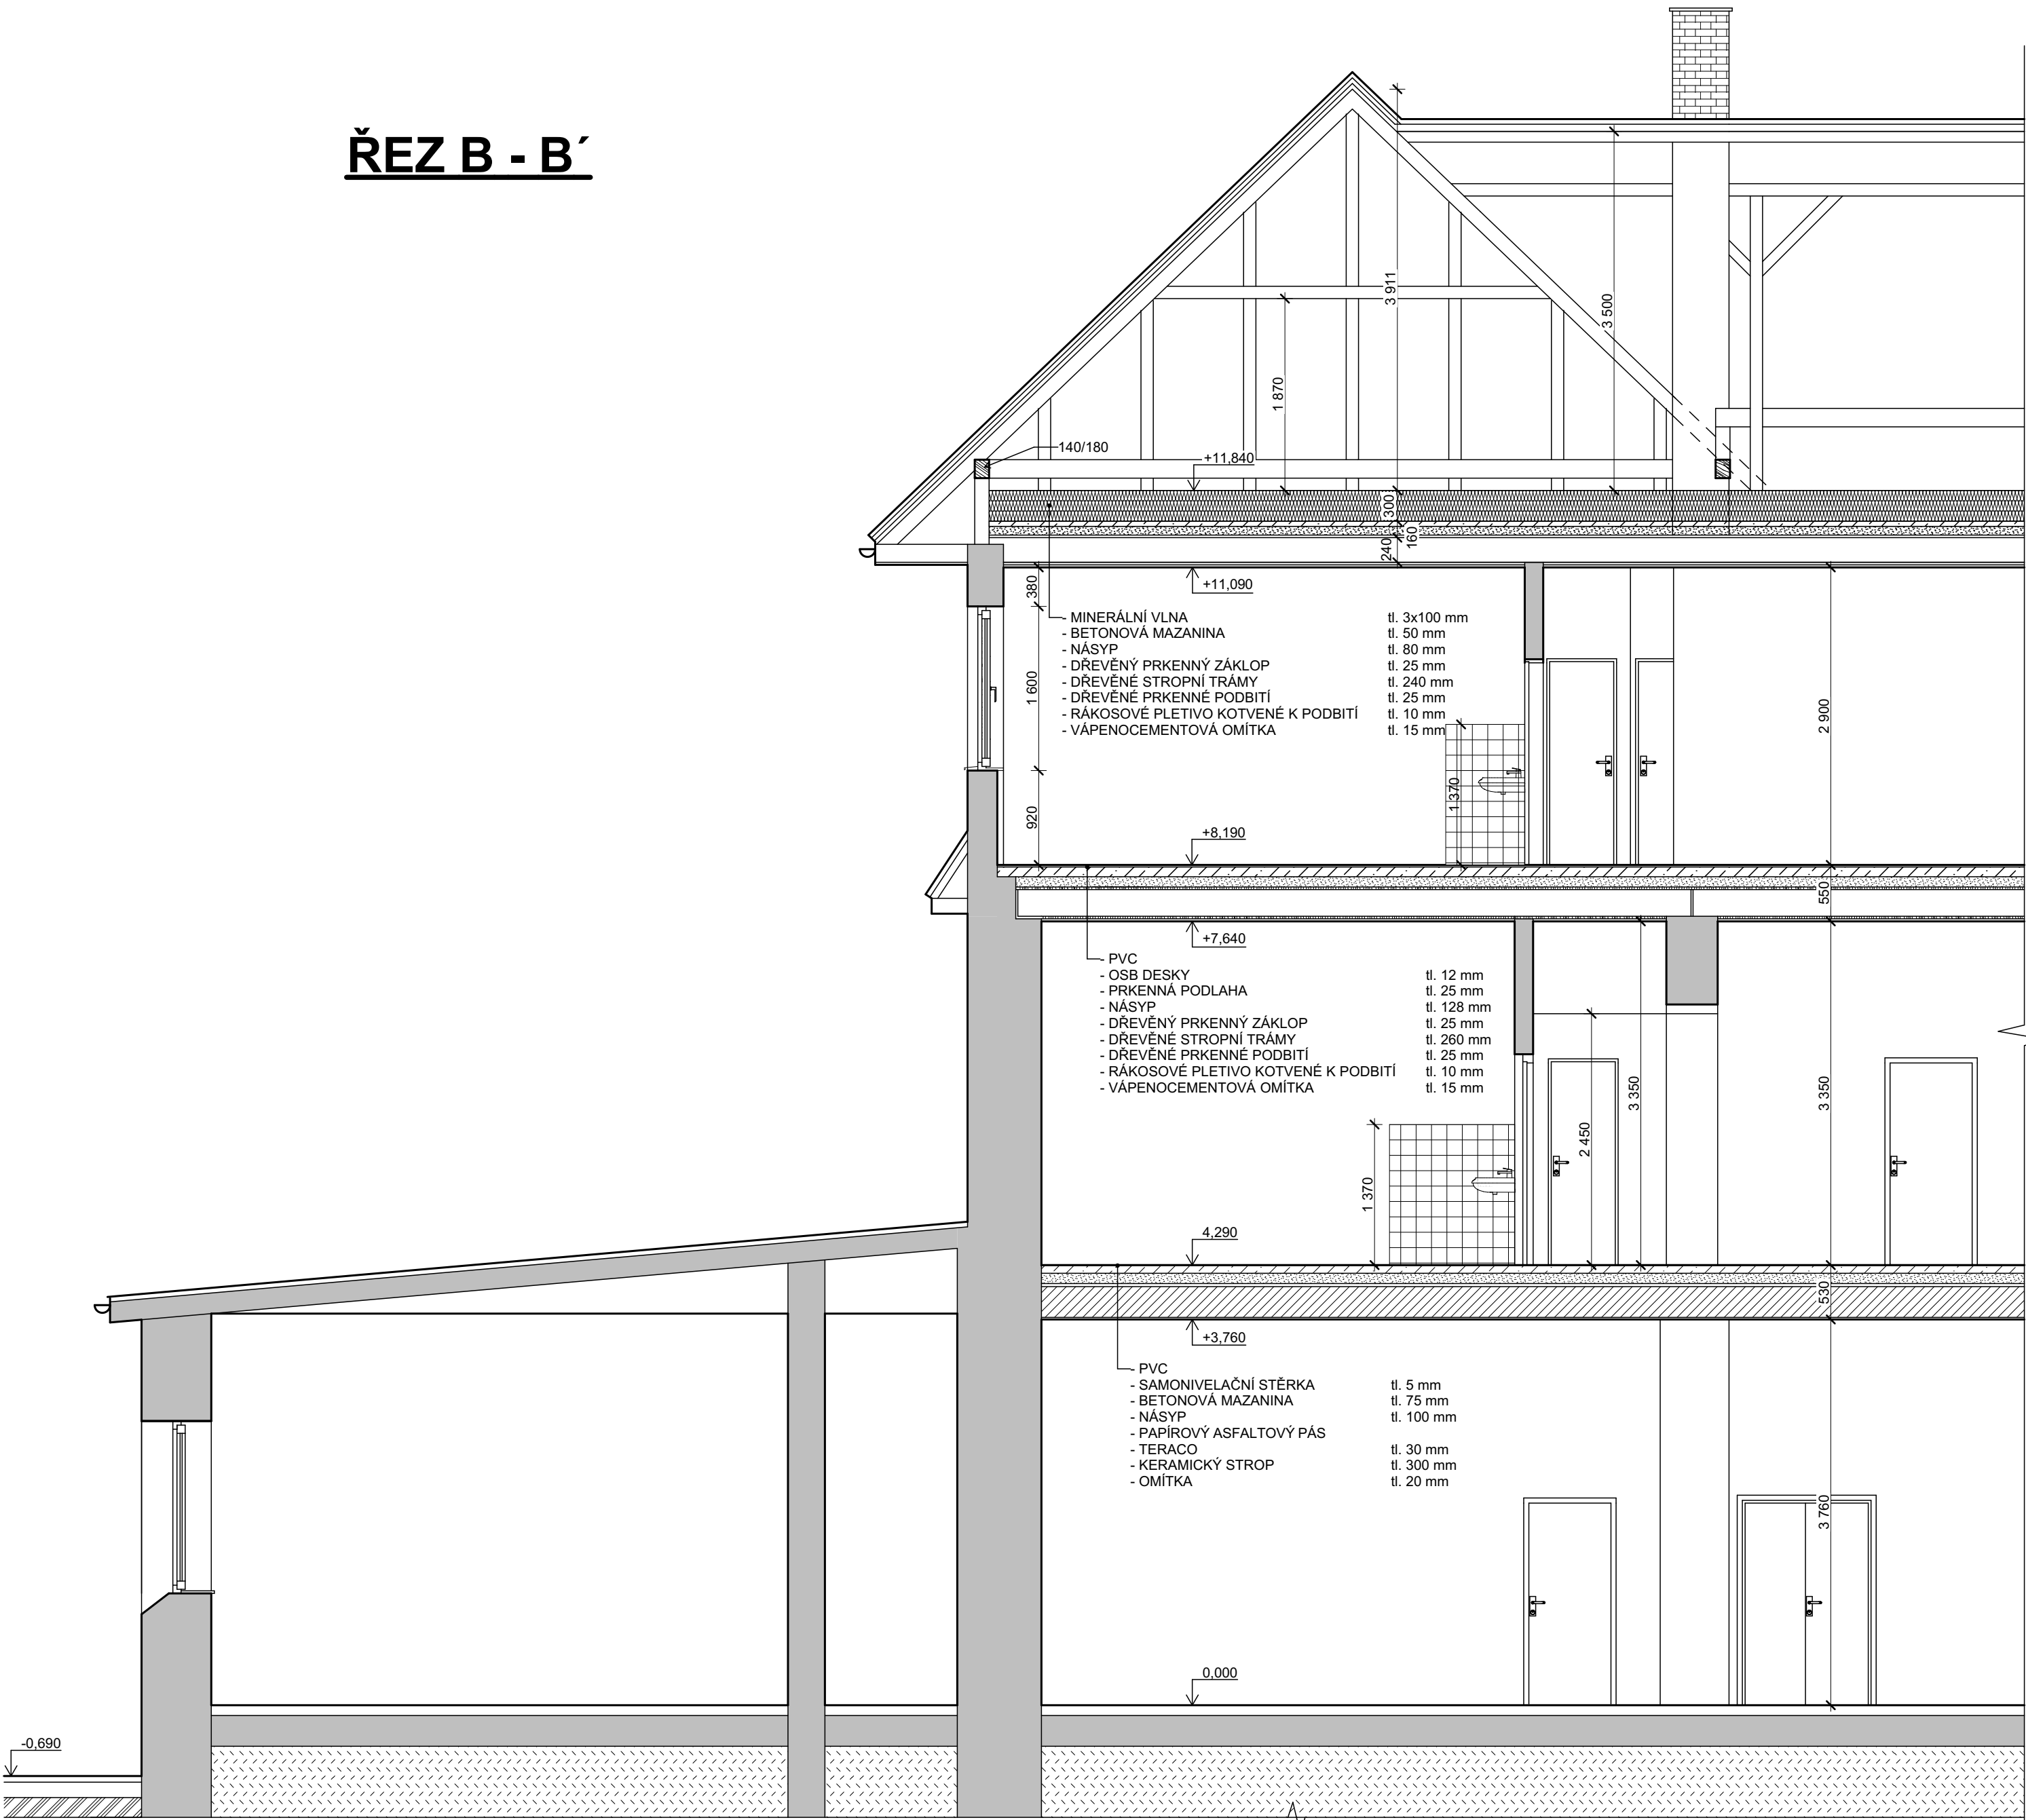 ŘEZ B - B´
3 911
3 500
1 870
140/180
+11,840
300
160
240
380
+11,090
- MINERÁLNÍ VLNA tl. 3x100 mm
- BETONOVÁ MAZANINA tl. 50 mm
- NÁSYP tl. 80 mm
- DŘEVĚNÝ PRKENNÝ ZÁKLOP tl. 25 mm
- DŘEVĚNÉ STROPNÍ TRÁMY tl. 240 mm
- DŘEVĚNÉ PRKENNÉ PODBITÍ tl. 25 mm
- RÁKOSOVÉ PLETIVO KOTVENÉ K PODBITÍ tl. 10 mm
- VÁPENOCEMENTOVÁ OMÍTKA tl. 15 mm
1 600
2 900
1 370
920
+8,190
550
+7,640
- PVC
- OSB DESKY tl. 12 mm
- PRKENNÁ PODLAHA tl. 25 mm
- NÁSYP tl. 128 mm
- DŘEVĚNÝ PRKENNÝ ZÁKLOP tl. 25 mm
- DŘEVĚNÉ STROPNÍ TRÁMY tl. 260 mm
- DŘEVĚNÉ PRKENNÉ PODBITÍ tl. 25 mm
- RÁKOSOVÉ PLETIVO KOTVENÉ K PODBITÍ tl. 10 mm
- VÁPENOCEMENTOVÁ OMÍTKA tl. 15 mm
3 350
3 350
2 450
1 370
4,290
530
+3,760
- PVC
- SAMONIVELAČNÍ STĚRKA tl. 5 mm
- BETONOVÁ MAZANINA tl. 75 mm
- NÁSYP tl. 100 mm
- PAPÍROVÝ ASFALTOVÝ PÁS
- TERACO tl. 30 mm
- KERAMICKÝ STROP tl. 300 mm
- OMÍTKA tl. 20 mm
3 760
0,000
-0,690